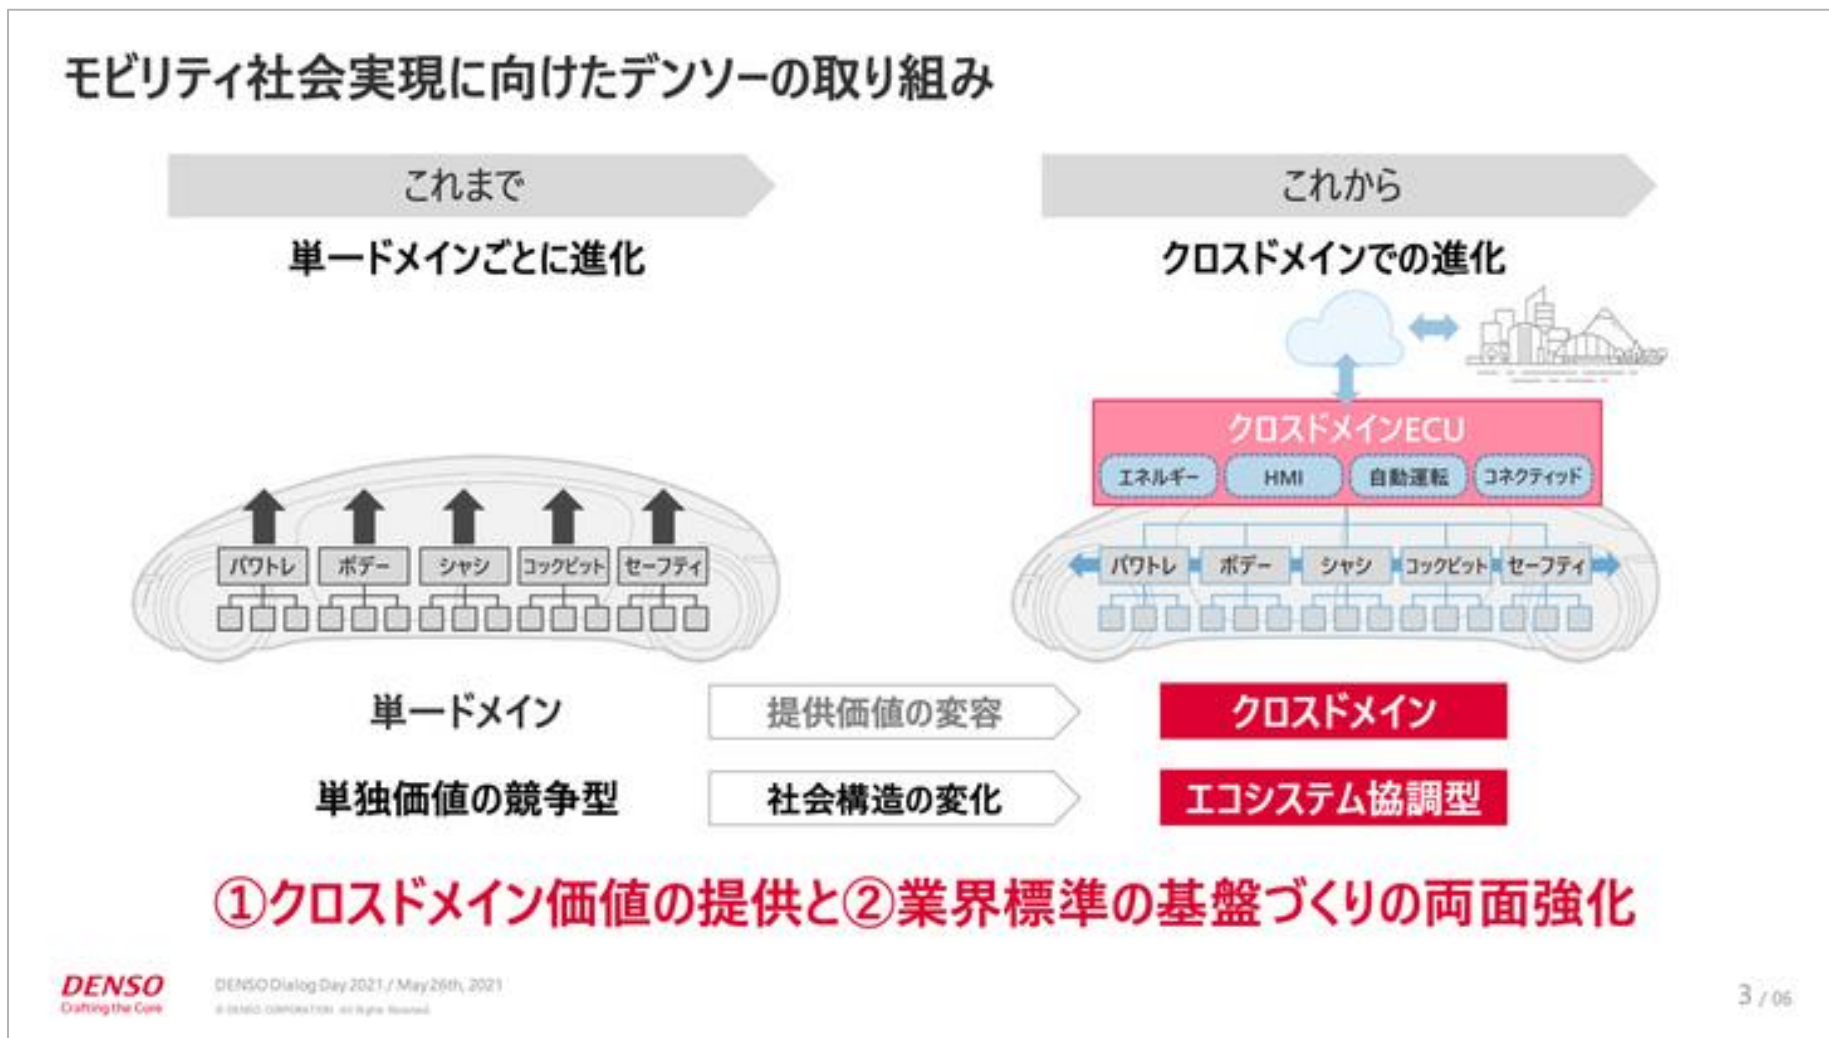 モビリティ社会実現に向けたデンソーの取り組み
これまで
単一ドメインごとに進化
パワトレ
ボデー
シャシ
コックピット
セーフティ
これから
クロスドメインでの進化
クロスドメインECU
エネルギー
HMI
自動運転
コネクティッド
パワトレ
ボデー
シャシ
コックピット
セーフティ
単一ドメイン
提供価値の変容
クロスドメイン
単独価値の競争型
社会構造の変化
エコシステム協調型
①クロスドメイン価値の提供と②業界標準の基盤づくりの両面強化
DENSO
Crafting the Core
DENSO Dialog Day 2021 / May 26th, 2021
© DENSO CORPORATION All Rights Reserved.
3 / 06